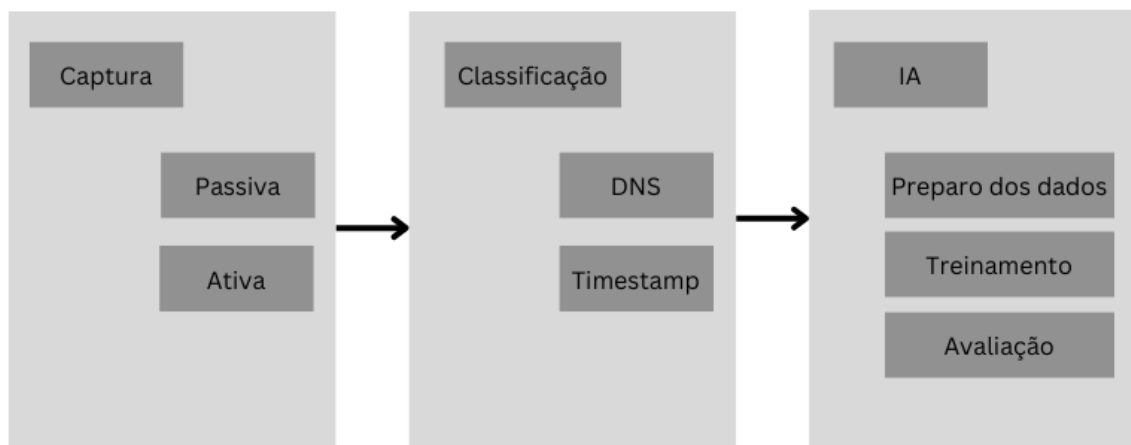 Captura
Passiva
Ativa
Classificação
DNS
Timestamp
IA
Preparo dos dados
Treinamento
Avaliação